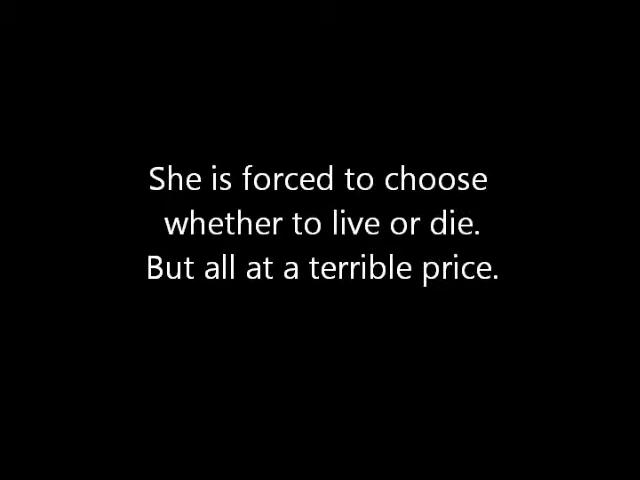 She is forced to choose
whether to live or die.
But all at a terrible price.